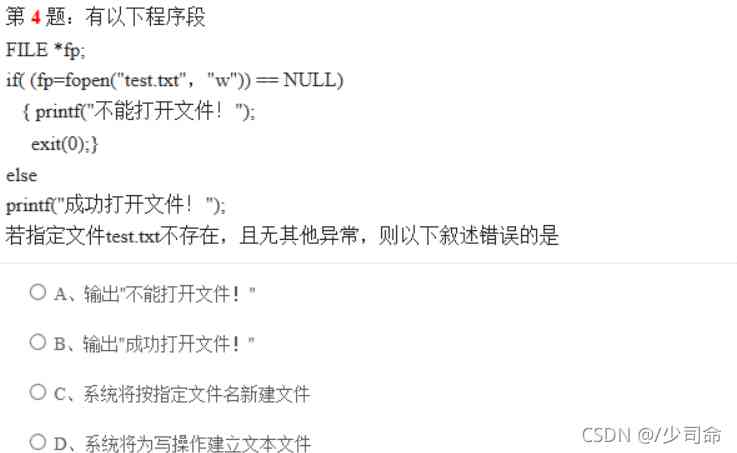 第 4 题：有以下程序段
FILE *fp;
if( (fp=fopen("test.txt"，"w")) == NULL)
{ printf("不能打开文件！");
exit(0);}
else
printf("成功打开文件！");
若指定文件test.txt不存在，且无其他异常，则以下叙述错误的是
A、输出"不能打开文件！"
B、输出"成功打开文件！"
C、系统将按指定文件名新建文件
D、系统将为写操作建立文本文件
CSDN @/少司命